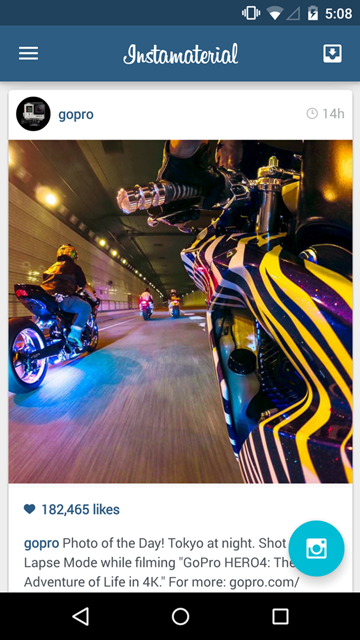 5:08
Instamaterial
gopro
14h
182,465 likes
gopro Photo of the Day! Tokyo at night. Shot
Lapse Mode while filming "GoPro HERO4: The
Adventure of Life in 4K." For more: gopro.com/